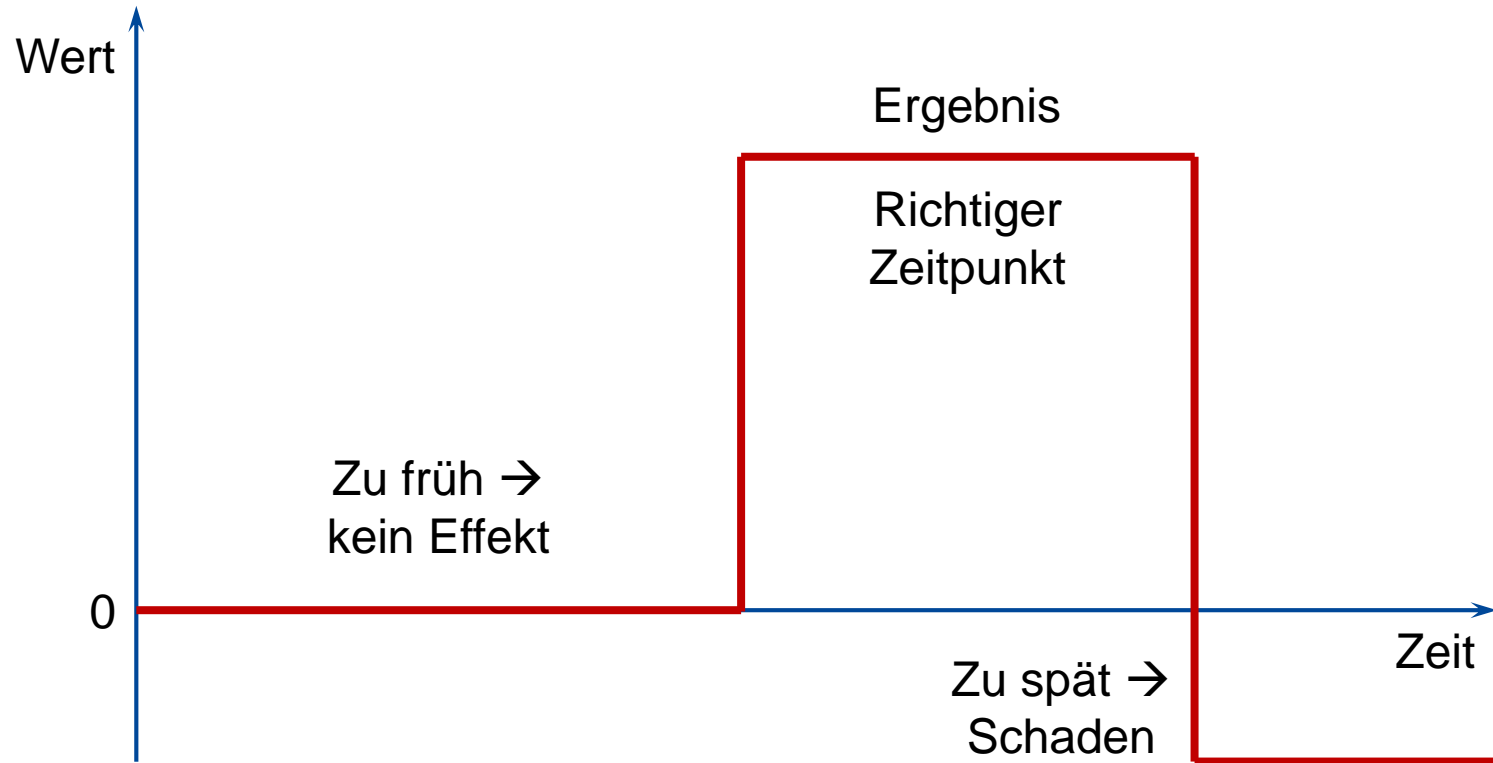 Wert
Ergebnis
Richtiger
Zeitpunkt
Zu früh →
kein Effekt
0
Zeit
Zu spät →
Schaden